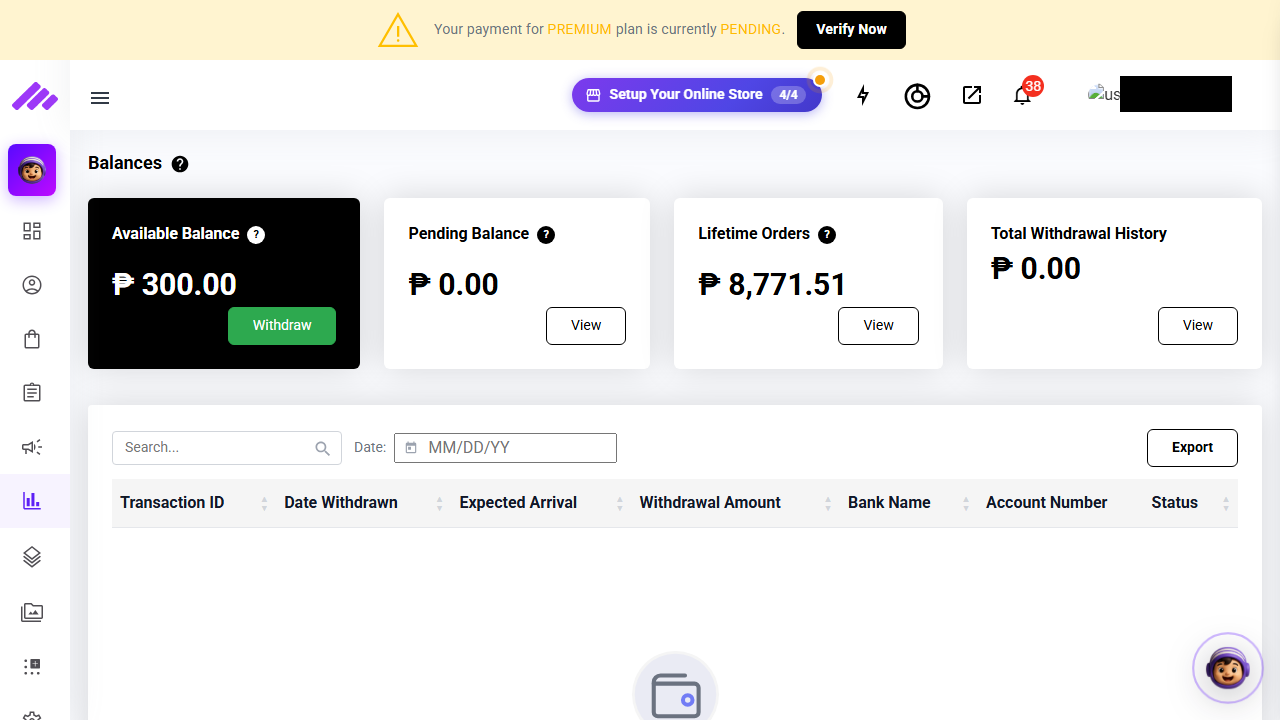 Your payment for PREMIUM plan is currently PENDING. Verify Now
Setup Your Online Store 4/4
38
us
Balances ?
Available Balance ?
₱ 300.00
Withdraw
Pending Balance ?
₱ 0.00
View
Lifetime Orders ?
₱ 8,771.51
View
Total Withdrawal History
₱ 0.00
View
Search...
Date: MM/DD/YY
Export
Transaction ID Date Withdrawn Expected Arrival Withdrawal Amount Bank Name Account Number Status